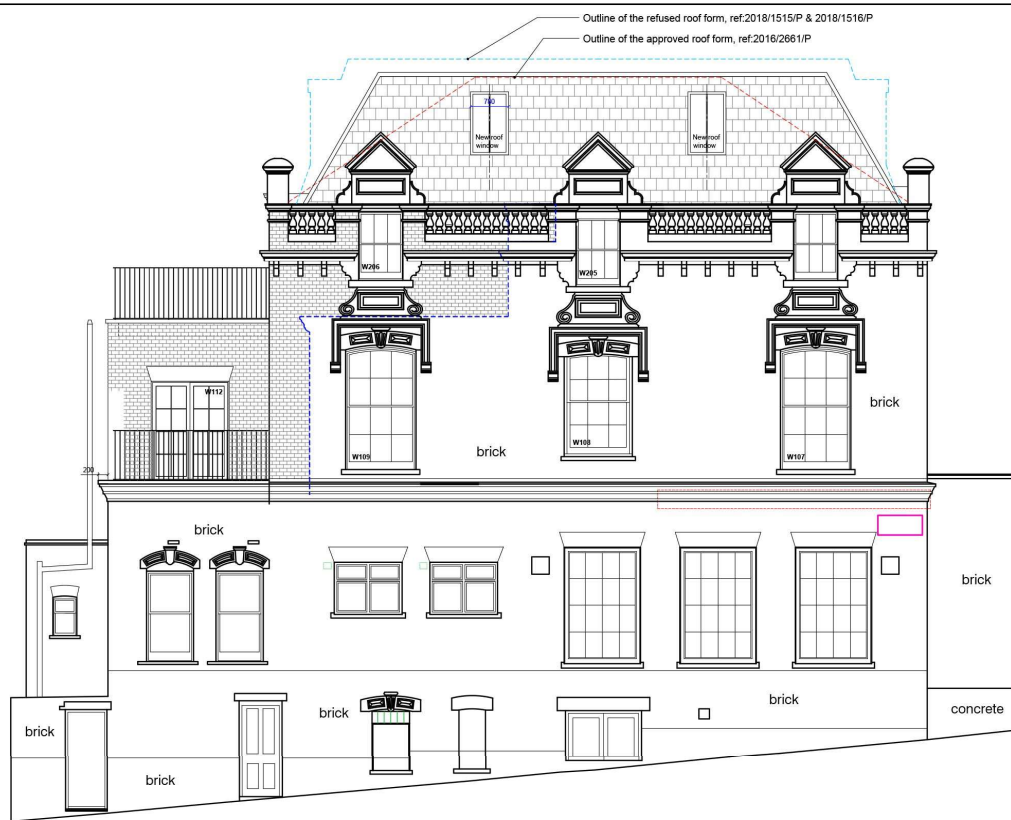 Outline of the refused roof form, ref:2018/1515/P & 2018/1516/P
Outline of the approved roof form, ref:2016/2661/P
780
New roof
window
New roof
window
W206
W205
W112
brick
W109
W108
W107
brick
200
brick
brick
brick
brick
brick
concrete
brick